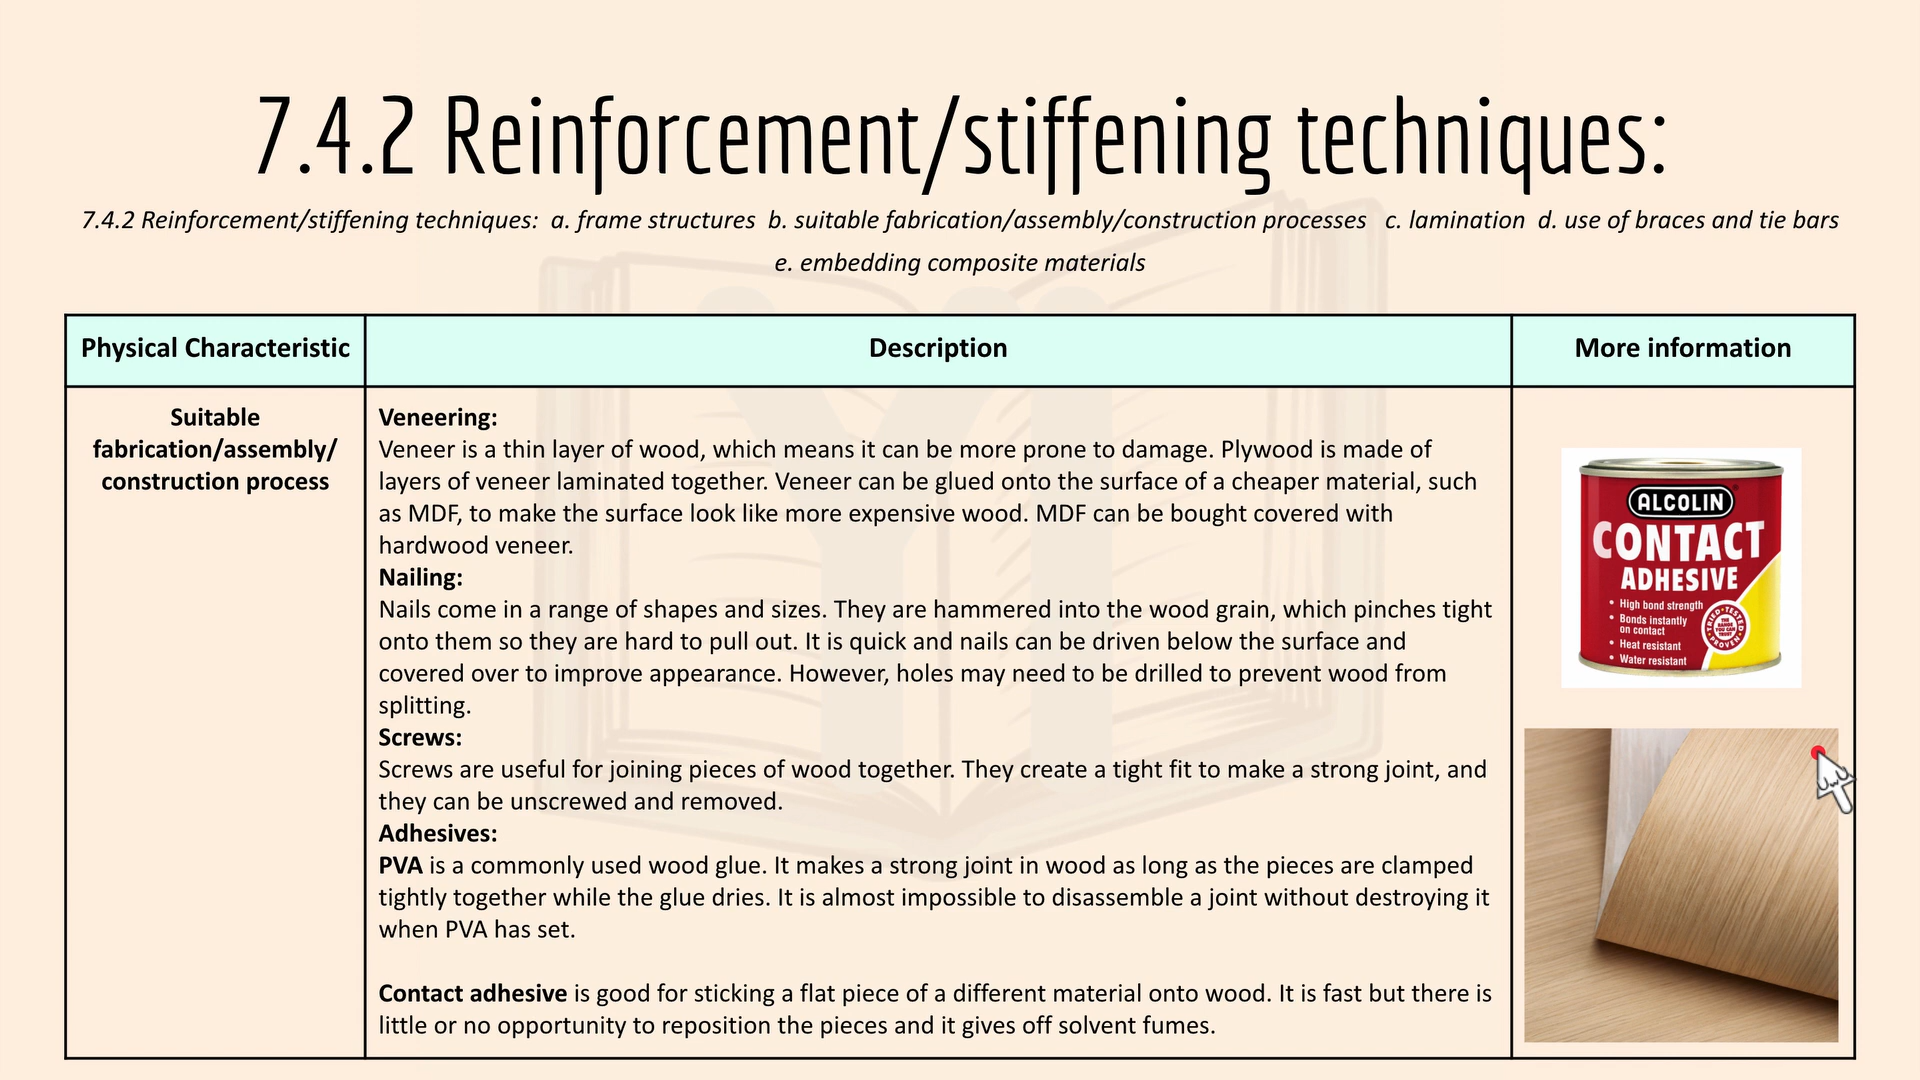 7.4.2 Reinforcement/stiffening techniques:
7.4.2 Reinforcement/stiffening techniques:  a. frame structures  b. suitable fabrication/assembly/construction processes   c. lamination  d. use of braces and tie bars
e. embedding composite materials
Physical Characteristic
Description
More information
Suitable
fabrication/assembly/
construction process
Veneering:
Veneer is a thin layer of wood, which means it can be more prone to damage. Plywood is made of
layers of veneer laminated together. Veneer can be glued onto the surface of a cheaper material, such
as MDF, to make the surface look like more expensive wood. MDF can be bought covered with
hardwood veneer.
Nailing:
Nails come in a range of shapes and sizes. They are hammered into the wood grain, which pinches tight
onto them so they are hard to pull out. It is quick and nails can be driven below the surface and
covered over to improve appearance. However, holes may need to be drilled to prevent wood from
splitting.
Screws:
Screws are useful for joining pieces of wood together. They create a tight fit to make a strong joint, and
they can be unscrewed and removed.
Adhesives:
PVA is a commonly used wood glue. It makes a strong joint in wood as long as the pieces are clamped
tightly together while the glue dries. It is almost impossible to disassemble a joint without destroying it
when PVA has set.
Contact adhesive is good for sticking a flat piece of a different material onto wood. It is fast but there is
little or no opportunity to reposition the pieces and it gives off solvent fumes.
ALCOLIN
CONTACT
ADHESIVE
• High bond strength
• Bonds instantly
on contact
• Heat resistant
• Water resistant
TRIED • TESTED
PROVEN
THE
RANGE
YOU CAN
TRUST